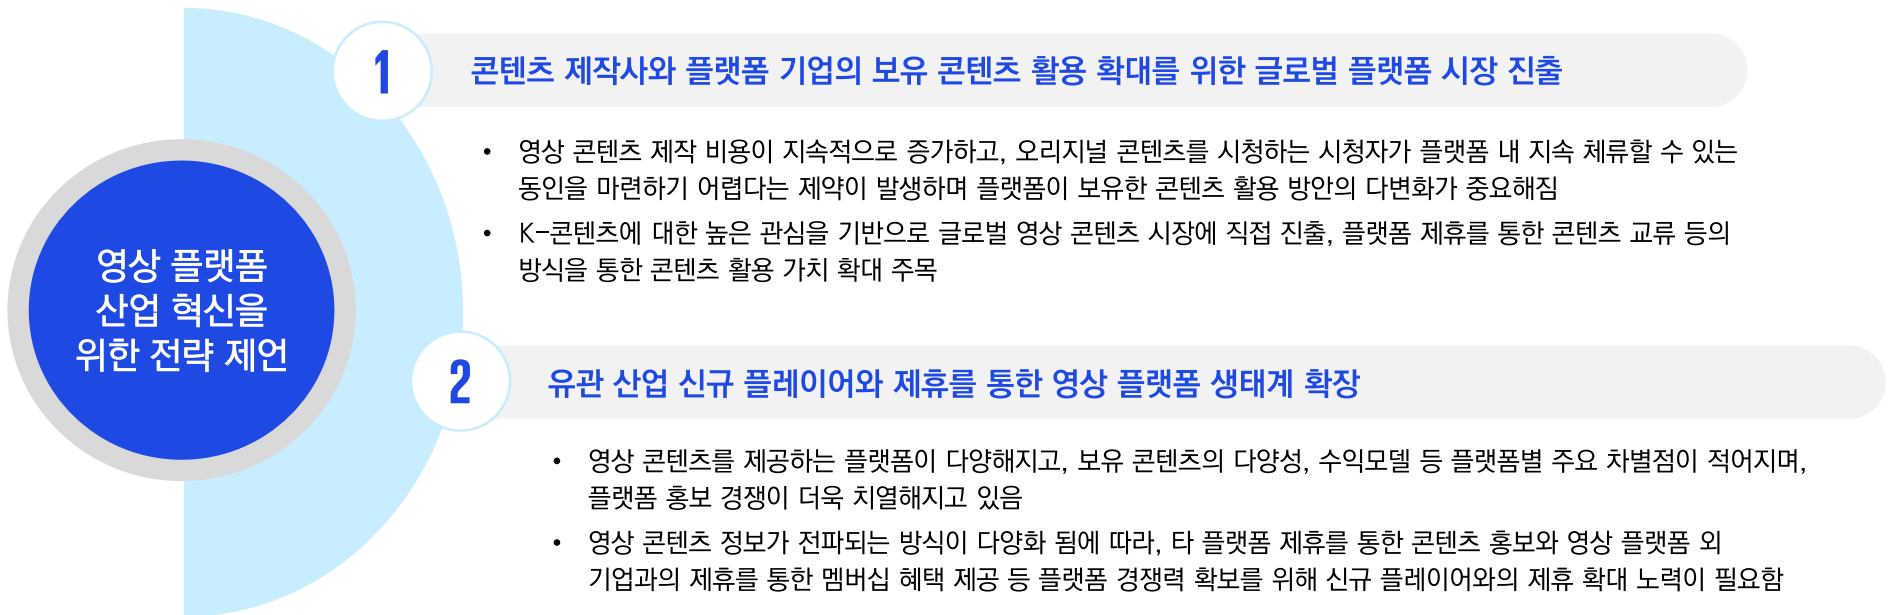 영상 플랫폼
산업 혁신을
위한 전략 제언
1
콘텐츠 제작사와 플랫폼 기업의 보유 콘텐츠 활용 확대를 위한 글로벌 플랫폼 시장 진출
• 영상 콘텐츠 제작 비용이 지속적으로 증가하고, 오리지널 콘텐츠를 시청하는 시청자가 플랫폼 내 지속 체류할 수 있는
동인을 마련하기 어렵다는 제약이 발생하며 플랫폼이 보유한 콘텐츠 활용 방안의 다변화가 중요해짐
• K-콘텐츠에 대한 높은 관심을 기반으로 글로벌 영상 콘텐츠 시장에 직접 진출, 플랫폼 제휴를 통한 콘텐츠 교류 등의
방식을 통한 콘텐츠 활용 가치 확대 주목
2
유관 산업 신규 플레이어와 제휴를 통한 영상 플랫폼 생태계 확장
• 영상 콘텐츠를 제공하는 플랫폼이 다양해지고, 보유 콘텐츠의 다양성, 수익모델 등 플랫폼별 주요 차별점이 적어지며,
플랫폼 홍보 경쟁이 더욱 치열해지고 있음
• 영상 콘텐츠 정보가 전파되는 방식이 다양화 됨에 따라, 타 플랫폼 제휴를 통한 콘텐츠 홍보와 영상 플랫폼 외
기업과의 제휴를 통한 멤버십 혜택 제공 등 플랫폼 경쟁력 확보를 위해 신규 플레이어와의 제휴 확대 노력이 필요함